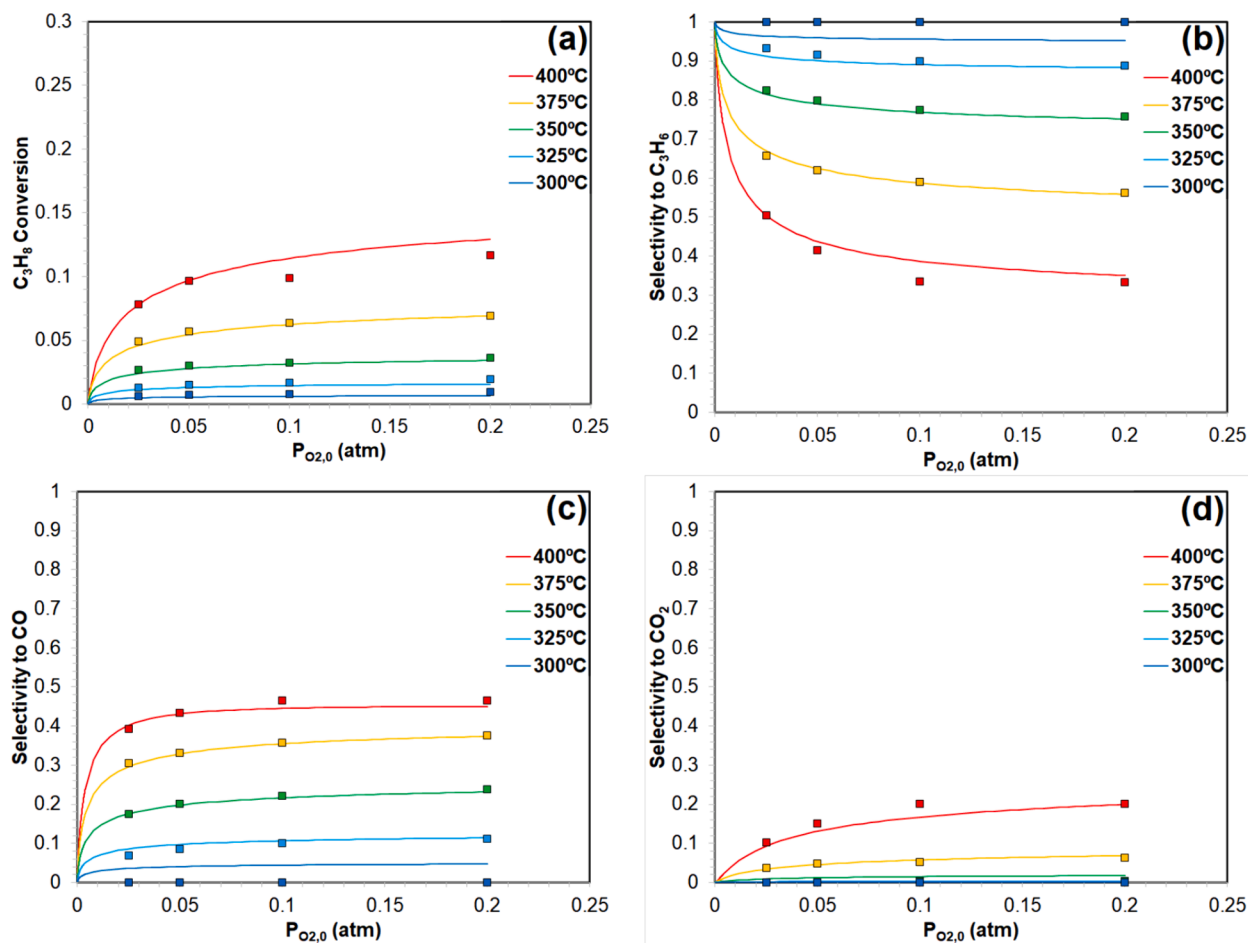 (a)
0.3
0.25
0.2
0.15
0.1
0.05
0
C₃H₈ Conversion
400ºC
375ºC
350ºC
325ºC
300ºC
0 0.05 0.1 0.15 0.2 0.25
P_O2,0 (atm)
(b)
1
0.9
0.8
0.7
0.6
0.5
0.4
0.3
0.2
0.1
0
Selectivity to C₃H₆
400ºC
375ºC
350ºC
325ºC
300ºC
0 0.05 0.1 0.15 0.2 0.25
P_O2,0 (atm)
(c)
1
0.9
0.8
0.7
0.6
0.5
0.4
0.3
0.2
0.1
0
Selectivity to CO
400ºC
375ºC
350ºC
325ºC
300ºC
0 0.05 0.1 0.15 0.2 0.25
P_O2,0 (atm)
(d)
1
0.9
0.8
0.7
0.6
0.5
0.4
0.3
0.2
0.1
0
Selectivity to CO₂
400ºC
375ºC
350ºC
325ºC
300ºC
0 0.05 0.1 0.15 0.2 0.25
P_O2,0 (atm)